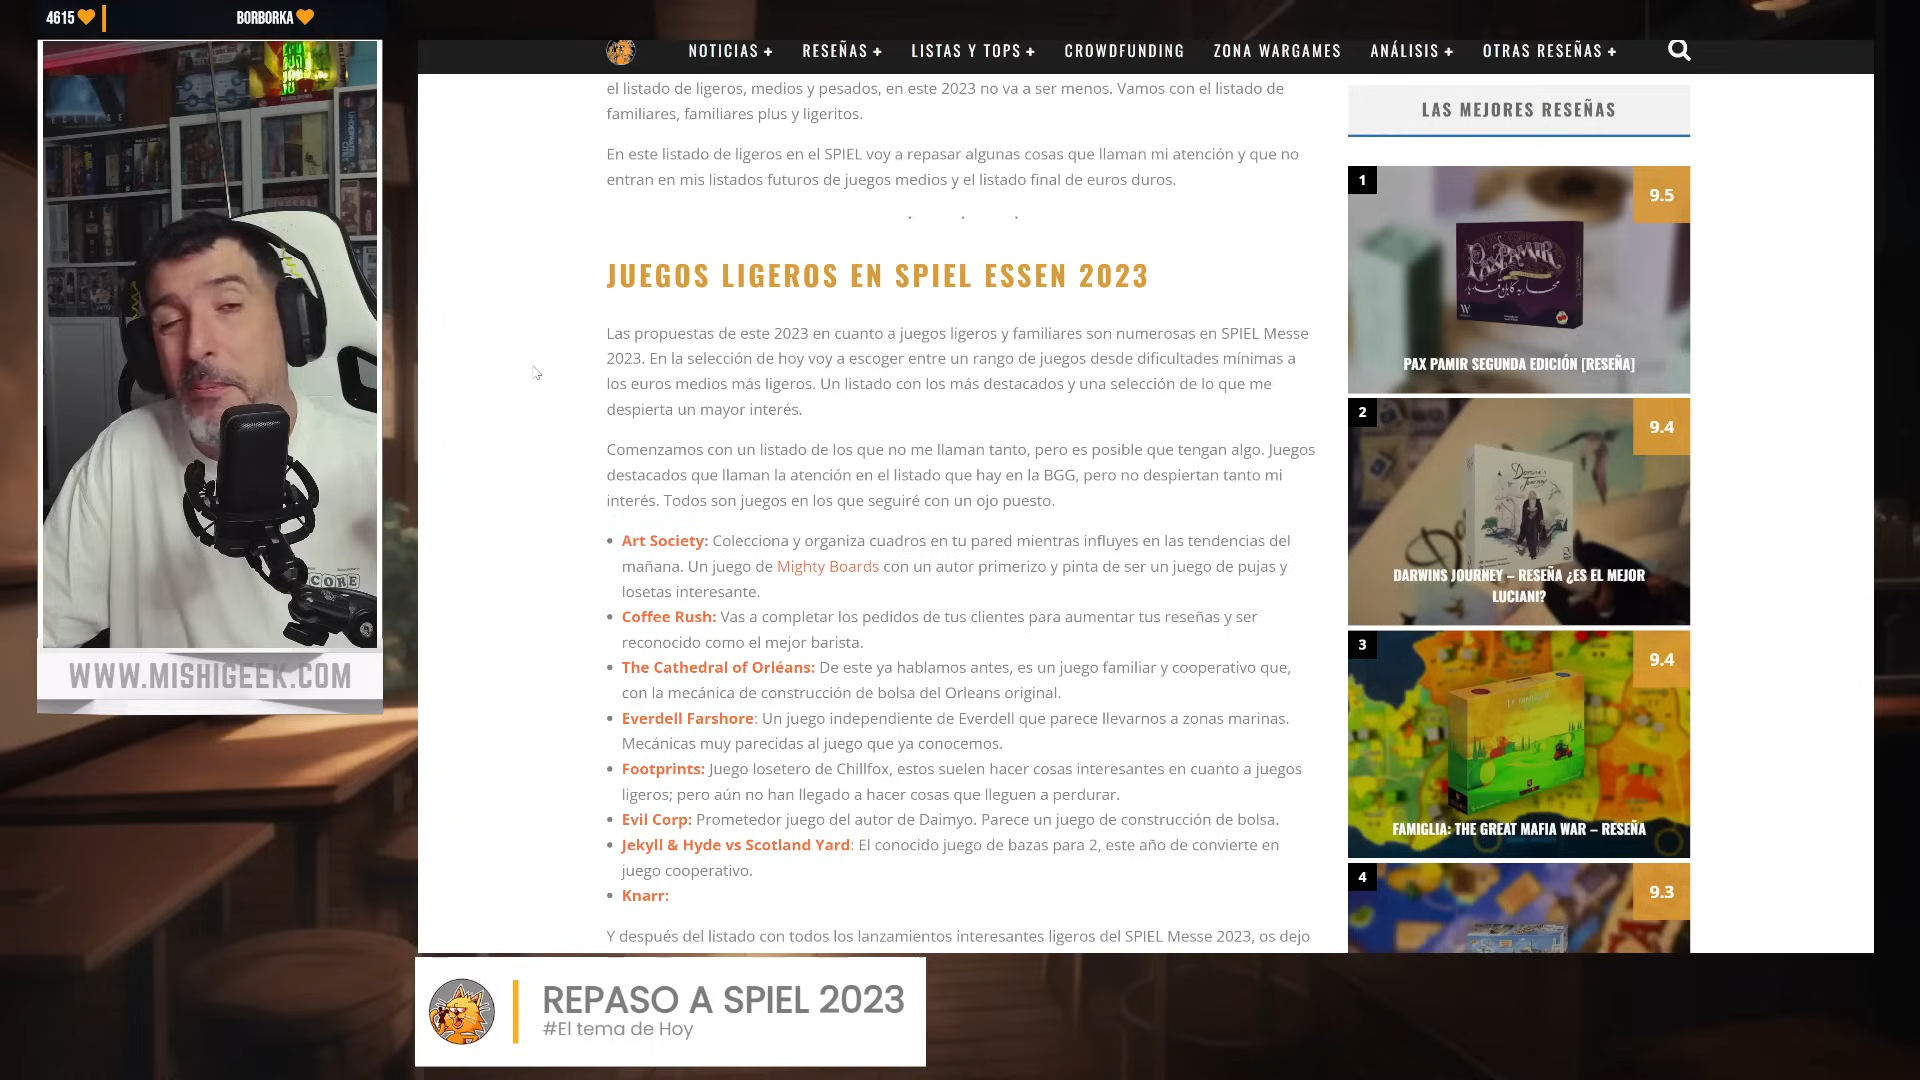 4615
BORBORKA
NOTICIAS + RESEÑAS + LISTAS Y TOPS + CROWDFUNDING ZONA WARGAMES ANÁLISIS + OTRAS RESEÑAS +
el listado de ligeros, medios y pesados, en este 2023 no va a ser menos. Vamos con el listado de
familiares, familiares plus y ligeritos.
En este listado de ligeros en el SPIEL voy a repasar algunas cosas que llaman mi atención y que no
entran en mis listados futuros de juegos medios y el listado final de euros duros.
JUEGOS LIGEROS EN SPIEL ESSEN 2023
Las propuestas de este 2023 en cuanto a juegos ligeros y familiares son numerosas en SPIEL Messe
2023. En la selección de hoy voy a escoger entre un rango de juegos desde dificultades mínimas a
los euros medios más ligeros. Un listado con los más destacados y una selección de lo que me
despierta un mayor interés.
Comenzamos con un listado de los que no me llaman tanto, pero es posible que tengan algo. Juegos
destacados que llaman la atención en el listado que hay en la BGG, pero no despiertan tanto mi
interés. Todos son juegos en los que seguiré con un ojo puesto.
• Art Society: Colecciona y organiza cuadros en tu pared mientras influyes en las tendencias del
mañana. Un juego de Mighty Boards con un autor primerizo y pinta de ser un juego de pujas y
losetas interesante.
• Coffee Rush: Vas a completar los pedidos de tus clientes para aumentar tus reseñas y ser
reconocido como el mejor barista.
• The Cathedral of Orléans: De este ya hablamos antes, es un juego familiar y cooperativo que,
con la mecánica de construcción de bolsa del Orleans original.
• Everdell Farshore: Un juego independiente de Everdell que parece llevarnos a zonas marinas.
Mecánicas muy parecidas al juego que ya conocemos.
• Footprints: Juego losetero de Chillfox, estos suelen hacer cosas interesantes en cuanto a juegos
ligeros; pero aún no han llegado a hacer cosas que lleguen a perdurar.
• Evil Corp: Prometedor juego del autor de Daimyo. Parece un juego de construcción de bolsa.
• Jekyll & Hyde vs Scotland Yard: El conocido juego de bazas para 2, este año de convierte en
juego cooperativo.
• Knarr:
Y después del listado con todos los lanzamientos interesantes ligeros del SPIEL Messe 2023, os dejo
LAS MEJORES RESEÑAS
1
9.5
PAX PAMIR
PAX PAMIR SEGUNDA EDICIÓN [RESEÑA]
2
9.4
Darwin's Journey
DARWINS JOURNEY – RESEÑA ¿ES EL MEJOR
LUCIANI?
3
9.4
FAMIGLIA: THE GREAT MAFIA WAR – RESEÑA
4
9.3
ECLIPSE
CORE
WWW.MISHIGEEK.COM
REPASO A SPIEL 2023
#El tema de Hoy